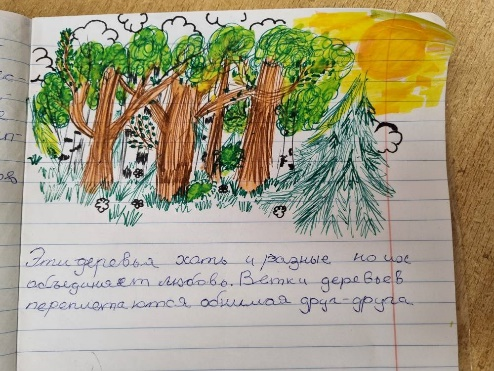 Эти деревья хоть и разные но их
объединяет любовь. Ветки деревьев
переплетаются обнимая друг-друга